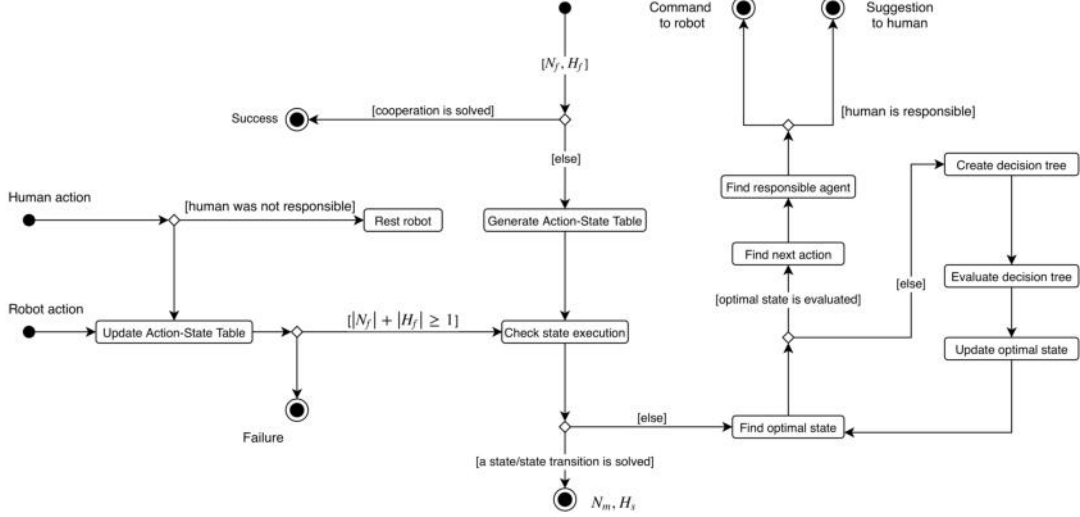 Command
to robot
Suggestion
to human
[N_f, H_f]
Success
[cooperation is solved]
[human is responsible]
[else]
Create decision tree
Find responsible agent
Human action
[human was not responsible]
Rest robot
Generate Action-State Table
Find next action
Evaluate decision tree
[else]
[optimal state is evaluated]
Robot action
Update Action-State Table
[|N_f| + |H_f| ≥ 1]
Check state execution
Update optimal state
[else]
Find optimal state
Failure
[a state/state transition is solved]
N_m, H_s